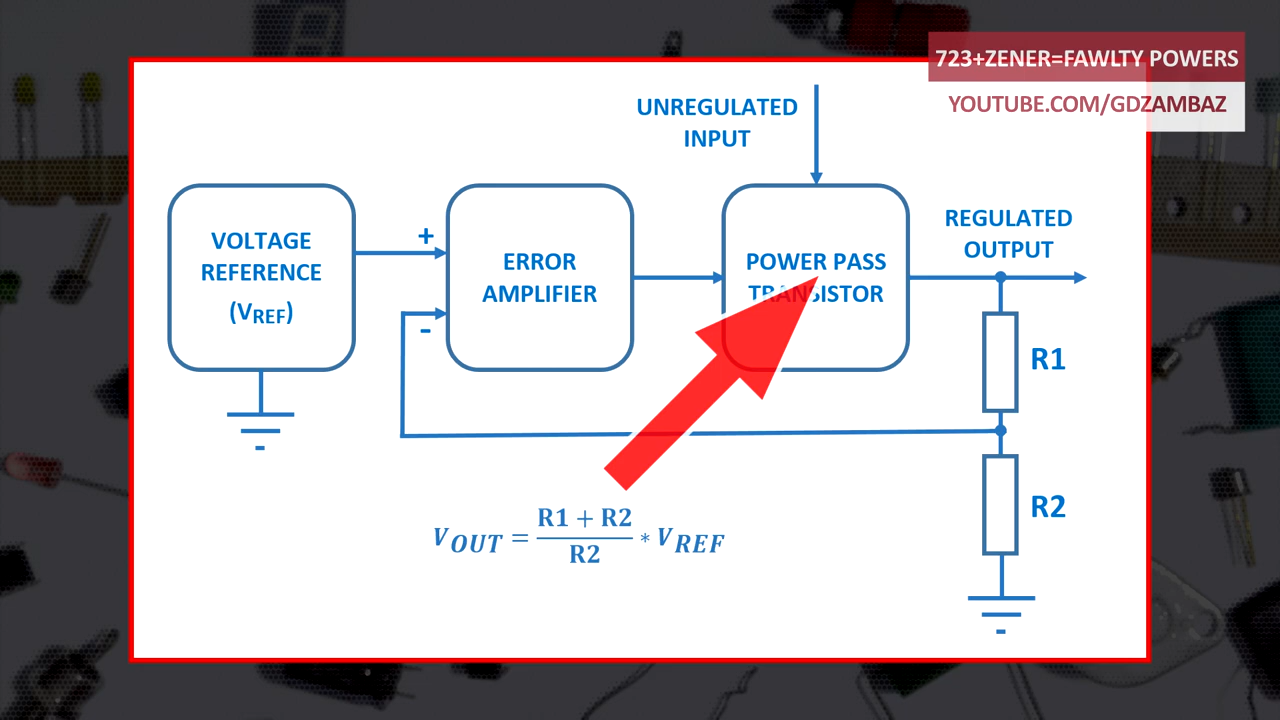 723+ZENER=FAWLTY POWERS
YOUTUBE.COM/GDZAMBAZ
UNREGULATED
INPUT
VOLTAGE
REFERENCE
(VREF)
+
-
ERROR
AMPLIFIER
POWER PASS
TRANSISTOR
REGULATED
OUTPUT
R1
R2
VOUT = (R1 + R2)/R2 * VREF